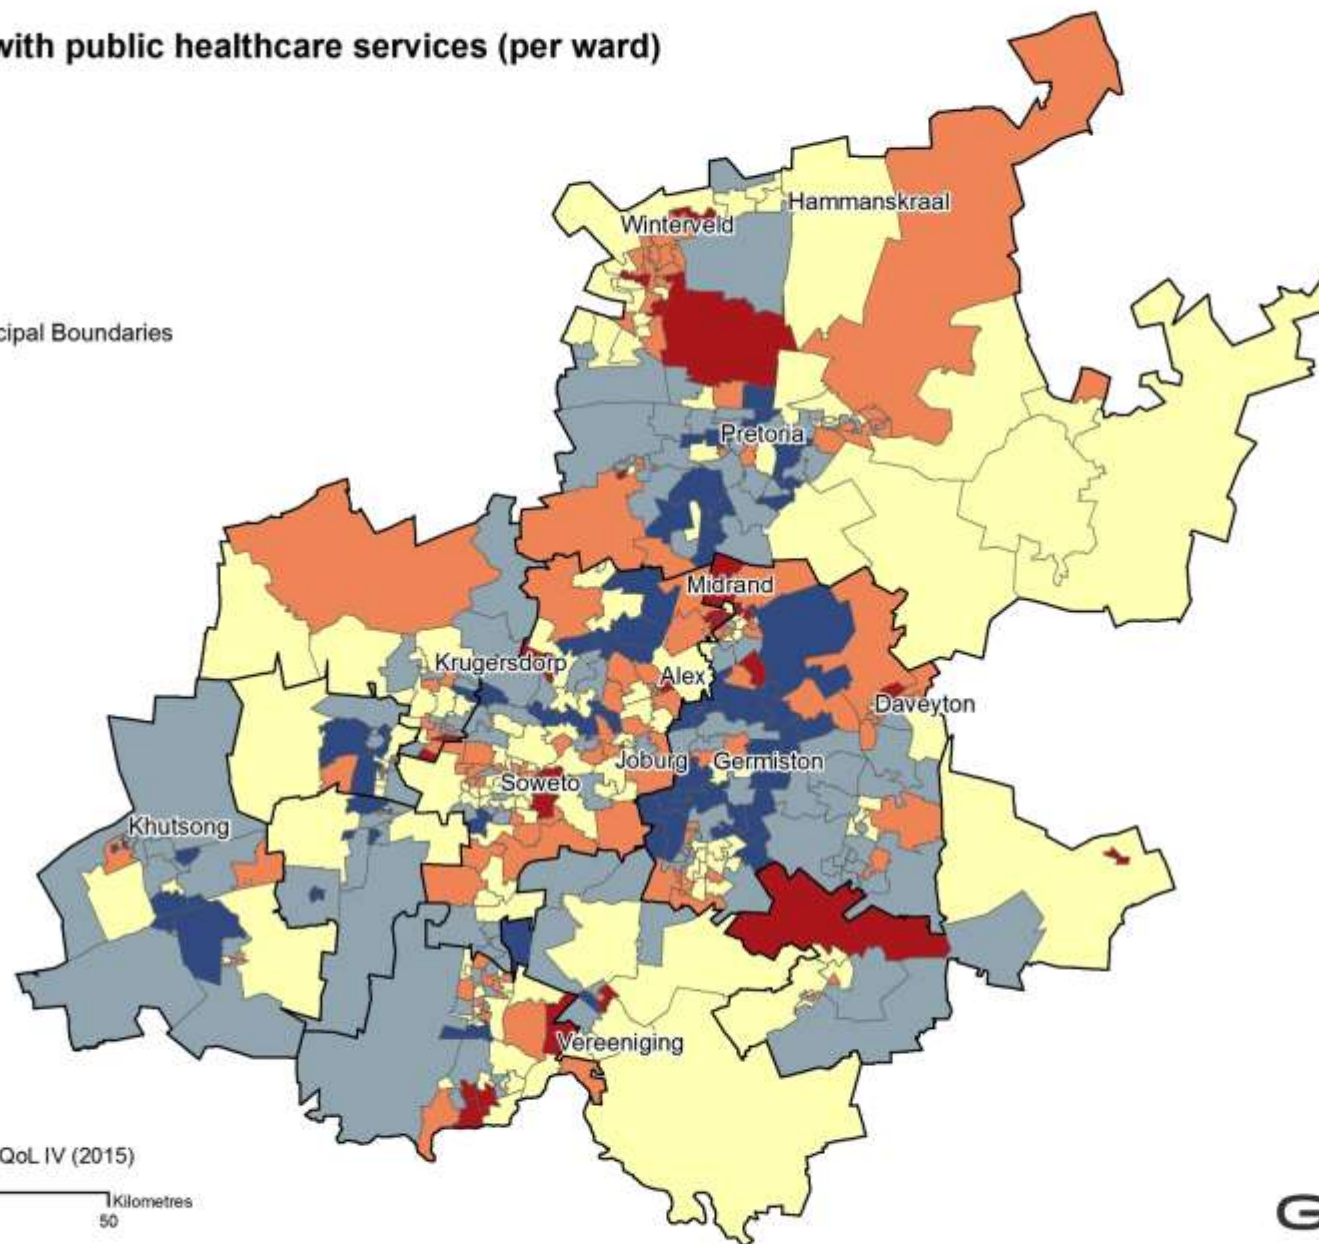 with public healthcare services (per ward)
Hammanskraal
Winterveld
cipal Boundaries
Pretoria
Midrand
Krugersdorp
Alex
Daveyton
Joburg
Germiston
Soweto
Khutsong
Vereeniging
QoL IV (2015)
Kilometres
50
G